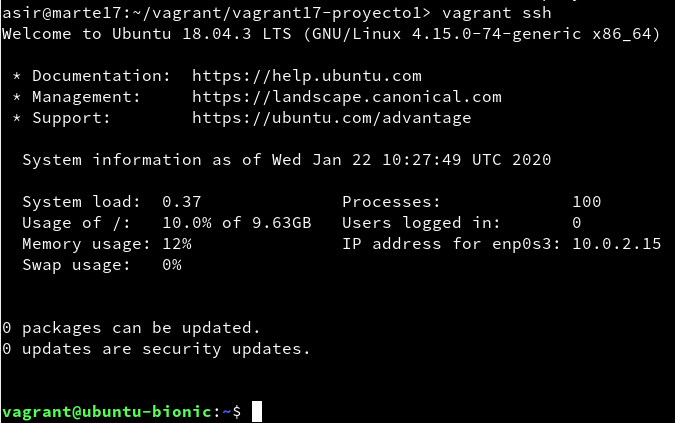 asir@marte17:~/vagrant/vagrant17-proyecto1> vagrant ssh
Welcome to Ubuntu 18.04.3 LTS (GNU/Linux 4.15.0-74-generic x86_64)
* Documentation:  https://help.ubuntu.com
* Management:     https://landscape.canonical.com
* Support:        https://ubuntu.com/advantage
System information as of Wed Jan 22 10:27:49 UTC 2020
System load:  0.37              Processes:             100
Usage of /:   10.0% of 9.63GB   Users logged in:       0
Memory usage: 12%               IP address for enp0s3: 10.0.2.15
Swap usage:   0%
0 packages can be updated.
0 updates are security updates.
vagrant@ubuntu-bionic:~$